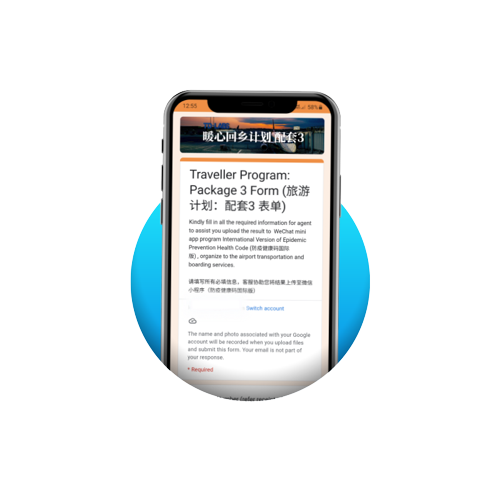 12:55
58%
暖心回乡计划 配套3
Traveller Program:
Package 3 Form (旅游
计划：配套3 表单)
Kindly fill in all the required information for agent
to assist you upload the result to WeChat mini
app program International Version of Epidemic
Prevention Health Code (防疫健康码国际
版) , organize to the airport transportation and
boarding services.
请填写所有必填信息，客服协助您将结果上传至微信
小程序（防疫健康码国际版）
Switch account
The name and photo associated with your Google
account will be recorded when you upload files
and submit this form. Your email is not part of
your response.
* Required